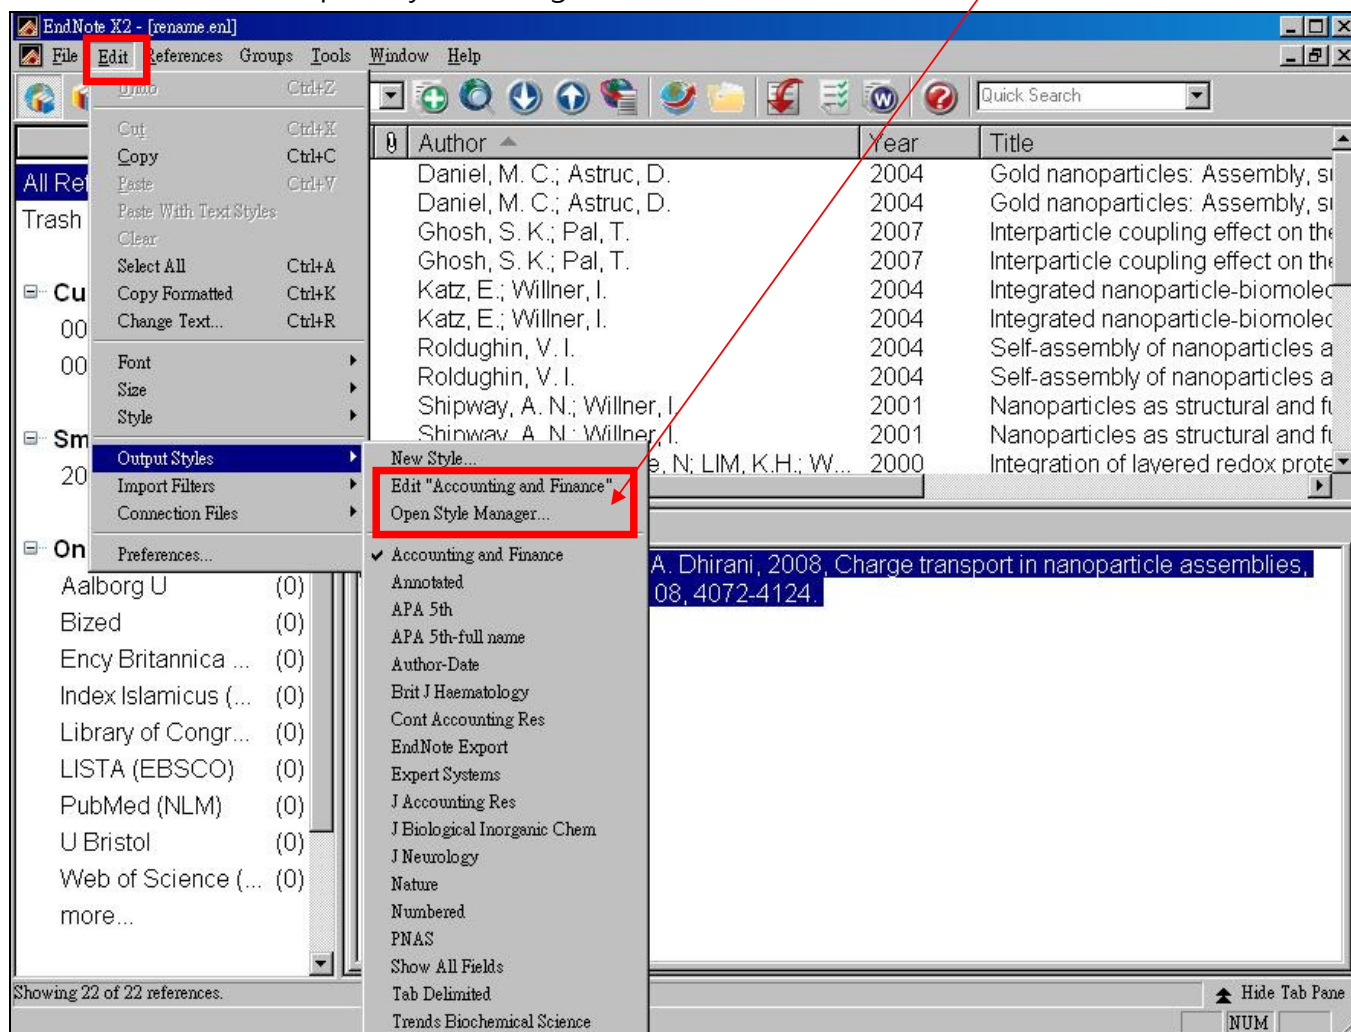 EndNote X2 - [rename.enl]
File Edit References Groups Tools Window Help
Quick Search
Undo Ctrl+Z
Cut Ctrl+X
Copy Ctrl+C
Paste Ctrl+V
Paste With Text Styles
Clear
Select All Ctrl+A
Copy Formatted Ctrl+K
Change Text... Ctrl+R
Font
Size
Style
Output Styles
Import Filters
Connection Files
Preferences...
New Style...
Edit "Accounting and Finance"
Open Style Manager...
Accounting and Finance
Annotated
APA 5th
APA 5th-full name
Author-Date
Brit J Haematology
Cont Accounting Res
EndNote Export
Expert Systems
J Accounting Res
J Biological Inorganic Chem
J Neurology
Nature
Numbered
PNAS
Show All Fields
Tab Delimited
Trends Biochemical Science
All Ref
Trash
Cu
00
00
Sm
20
On
Aalborg U (0)
Bized (0)
Ency Britannica ... (0)
Index Islamicus (... (0)
Library of Congr... (0)
LISTA (EBSCO) (0)
PubMed (NLM) (0)
U Bristol (0)
Web of Science (... (0)
more...
Author Year Title
Daniel, M. C.; Astruc, D. 2004 Gold nanoparticles: Assembly, su
Daniel, M. C.; Astruc, D. 2004 Gold nanoparticles: Assembly, su
Ghosh, S. K.; Pal, T. 2007 Interparticle coupling effect on the
Ghosh, S. K.; Pal, T. 2007 Interparticle coupling effect on the
Katz, E.; Willner, I. 2004 Integrated nanoparticle-biomolec
Katz, E.; Willner, I. 2004 Integrated nanoparticle-biomolec
Roldughin, V. I. 2004 Self-assembly of nanoparticles a
Roldughin, V. I. 2004 Self-assembly of nanoparticles a
Shipway, A. N.; Willner, I. 2001 Nanoparticles as structural and fu
Shipway, A. N.; Willner, I. 2001 Nanoparticles as structural and fu
e, N; LIM, K.H.; W... 2000 Integration of layered redox prote
A. Dhirani, 2008, Charge transport in nanoparticle assemblies,
08, 4072-4124.
Showing 22 of 22 references.
Hide Tab Pane
NUM